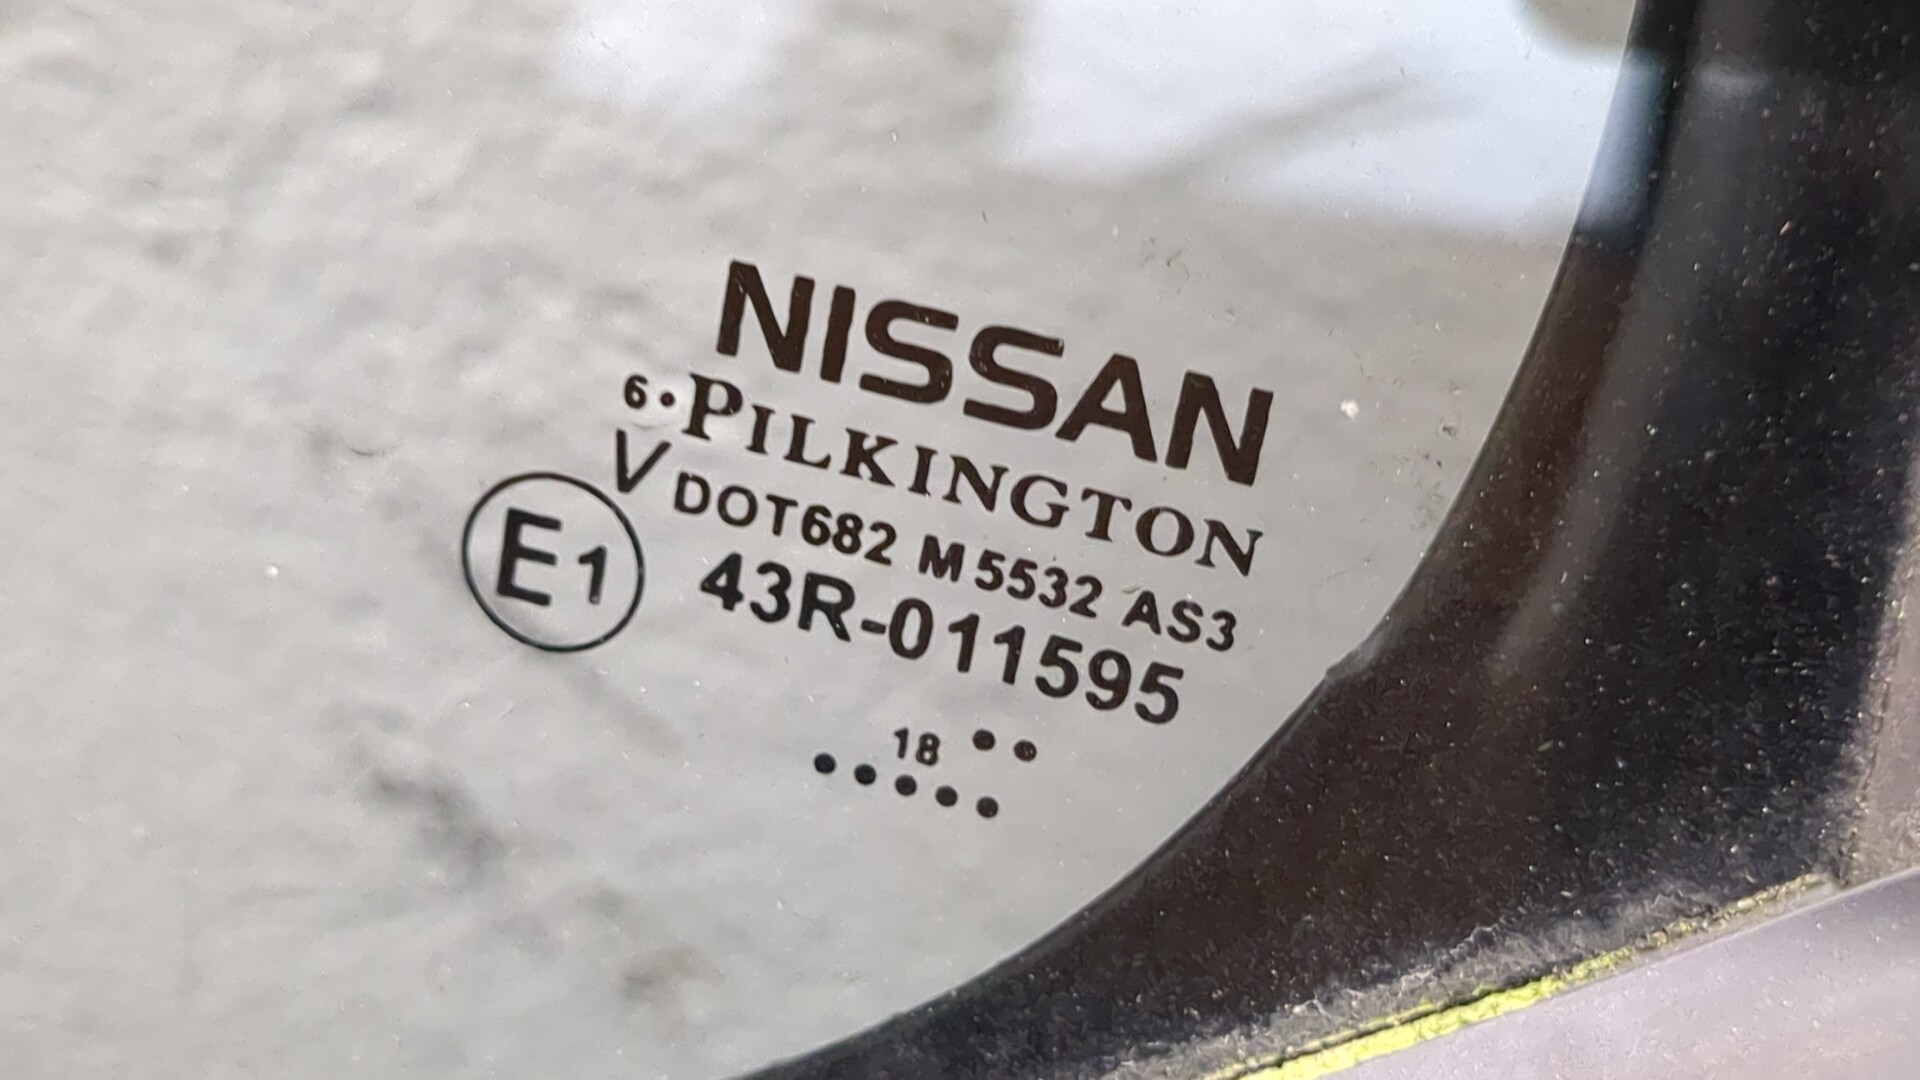 NISSAN
6•PILKINGTON
V DOT682 M5532 AS3
E1 43R-011595
18 ••
•••••